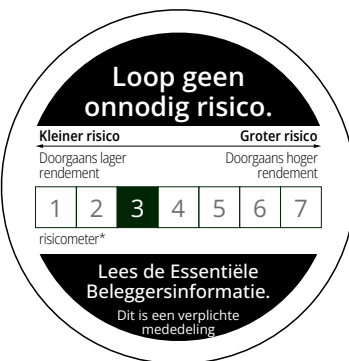 Loop geen
onnodig risico.
Kleiner risico Groter risico
Doorgaans lager Doorgaans hoger
rendement rendement
1 2 3 4 5 6 7
risicometer*
Lees de Essentiële
Beleggersinformatie.
Dit is een verplichte
mededeling